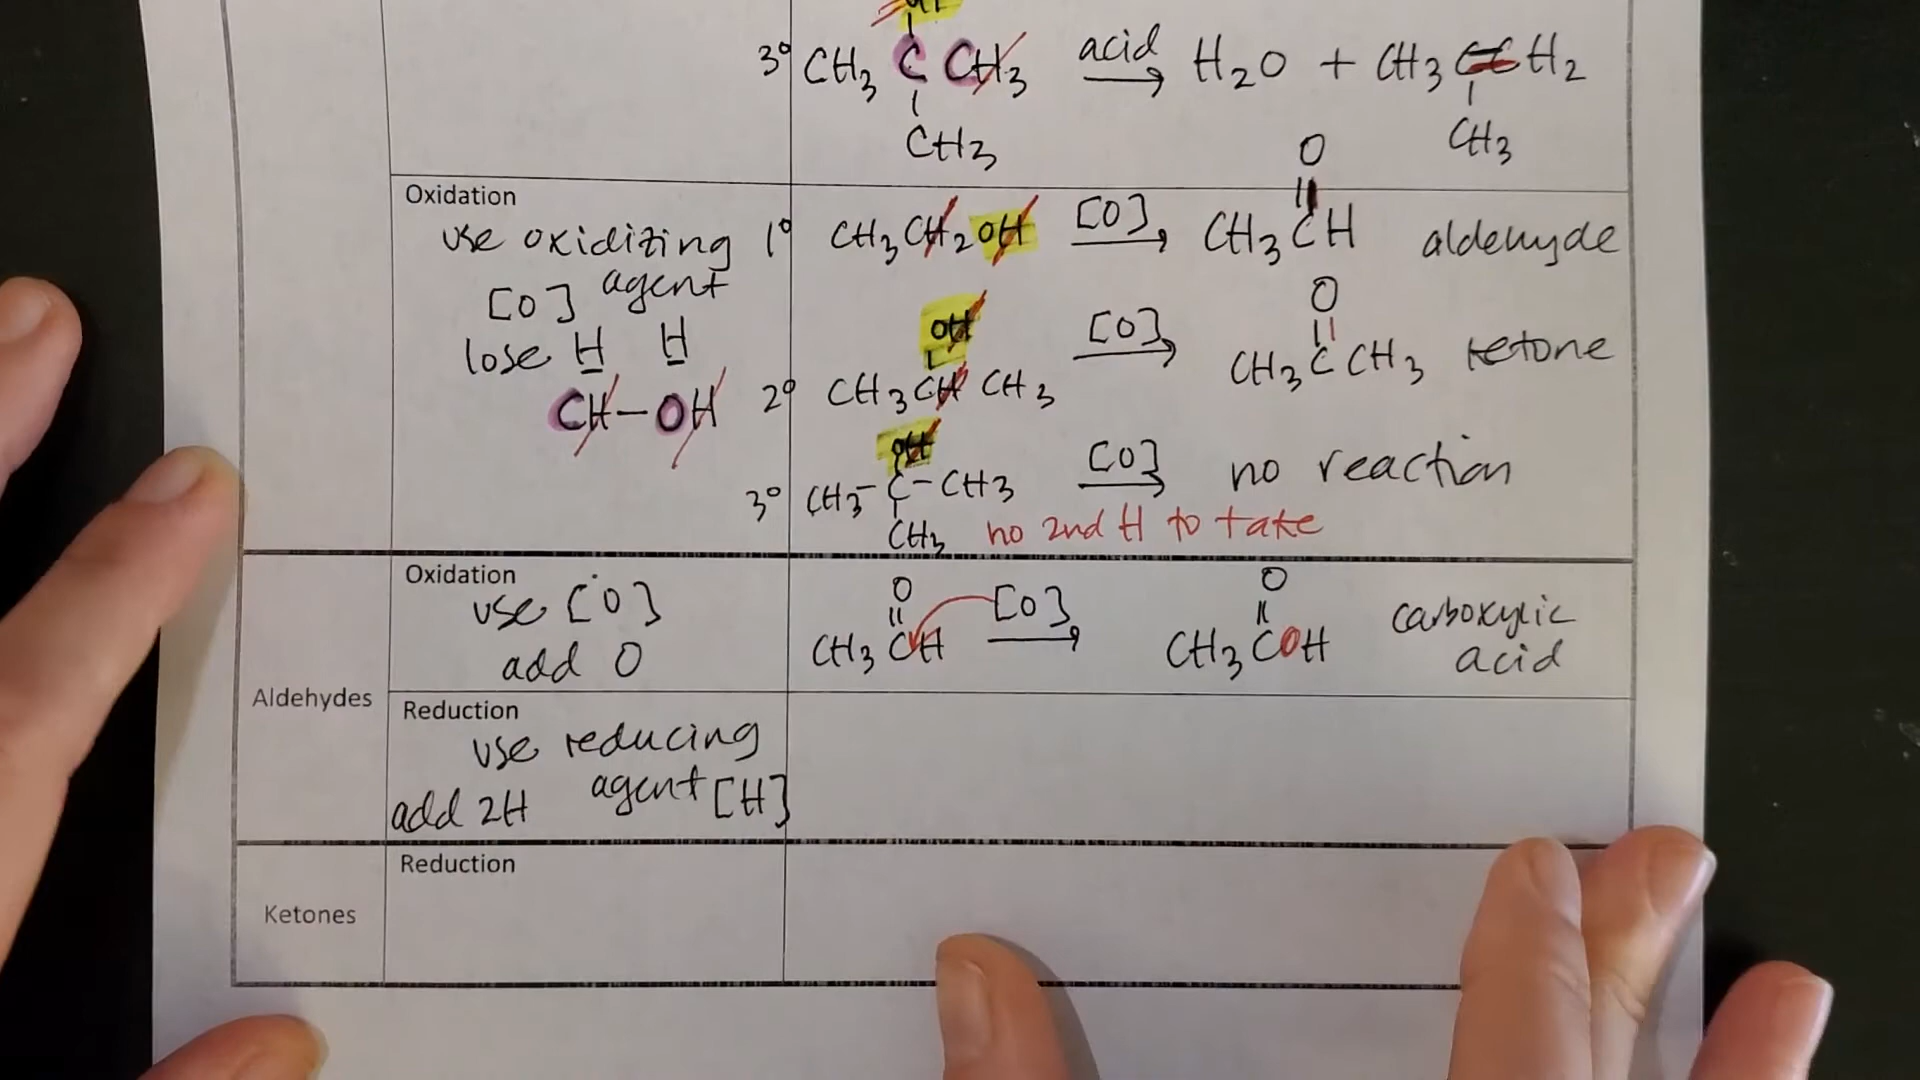 3° CH3 C CH3 acid→ H2O + CH3 C=CH2
CH3
CH3
Oxidation
use oxidizing
agent
[O]
lose H H
CH-OH
1° CH3CH2OH [O]→ CH3CH aldehyde
O
OH
2° CH3CHCH3 [O]→ CH3CCH3 ketone
O
OH
3° CH3-C-CH3 [O]→ no reaction
CH3 no 2nd H to take
Aldehydes
Oxidation
use [O]
add O
O
CH3CH [O]→ CH3COH carboxylic
O
acid
Reduction
use reducing
agent [H]
add 2H
Ketones
Reduction